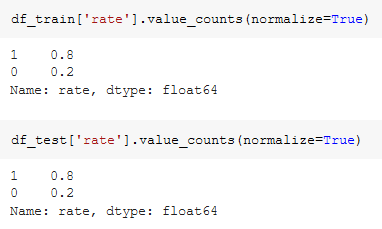 df_train['rate'].value_counts(normalize=True)
1    0.8
0    0.2
Name: rate, dtype: float64
df_test['rate'].value_counts(normalize=True)
1    0.8
0    0.2
Name: rate, dtype: float64